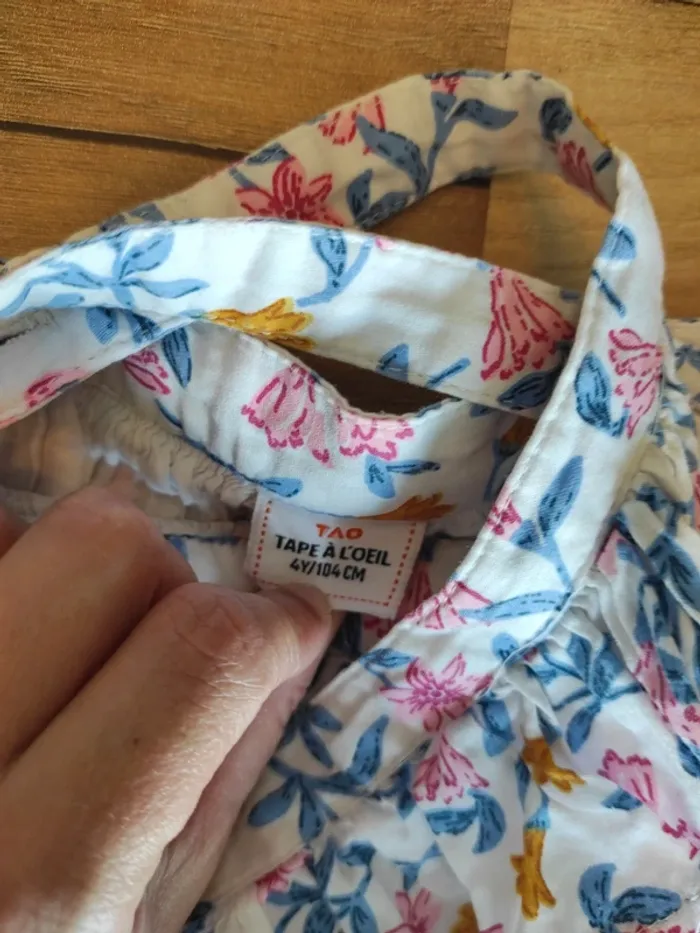 TAO
TAPE À L'OEIL
4Y/104 CM